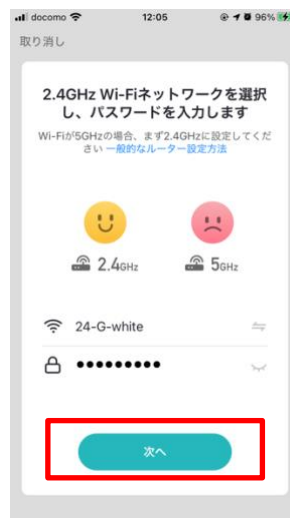 docomo 12:05 96%
取り消し
2.4GHz Wi-Fiネットワークを選択
し、パスワードを入力します
Wi-Fiが5GHzの場合、まず2.4GHzに設定してくだ
さい 一般的なルーター設定方法
2.4GHz 5GHz
24-G-white
●●●●●●●●●
次へ